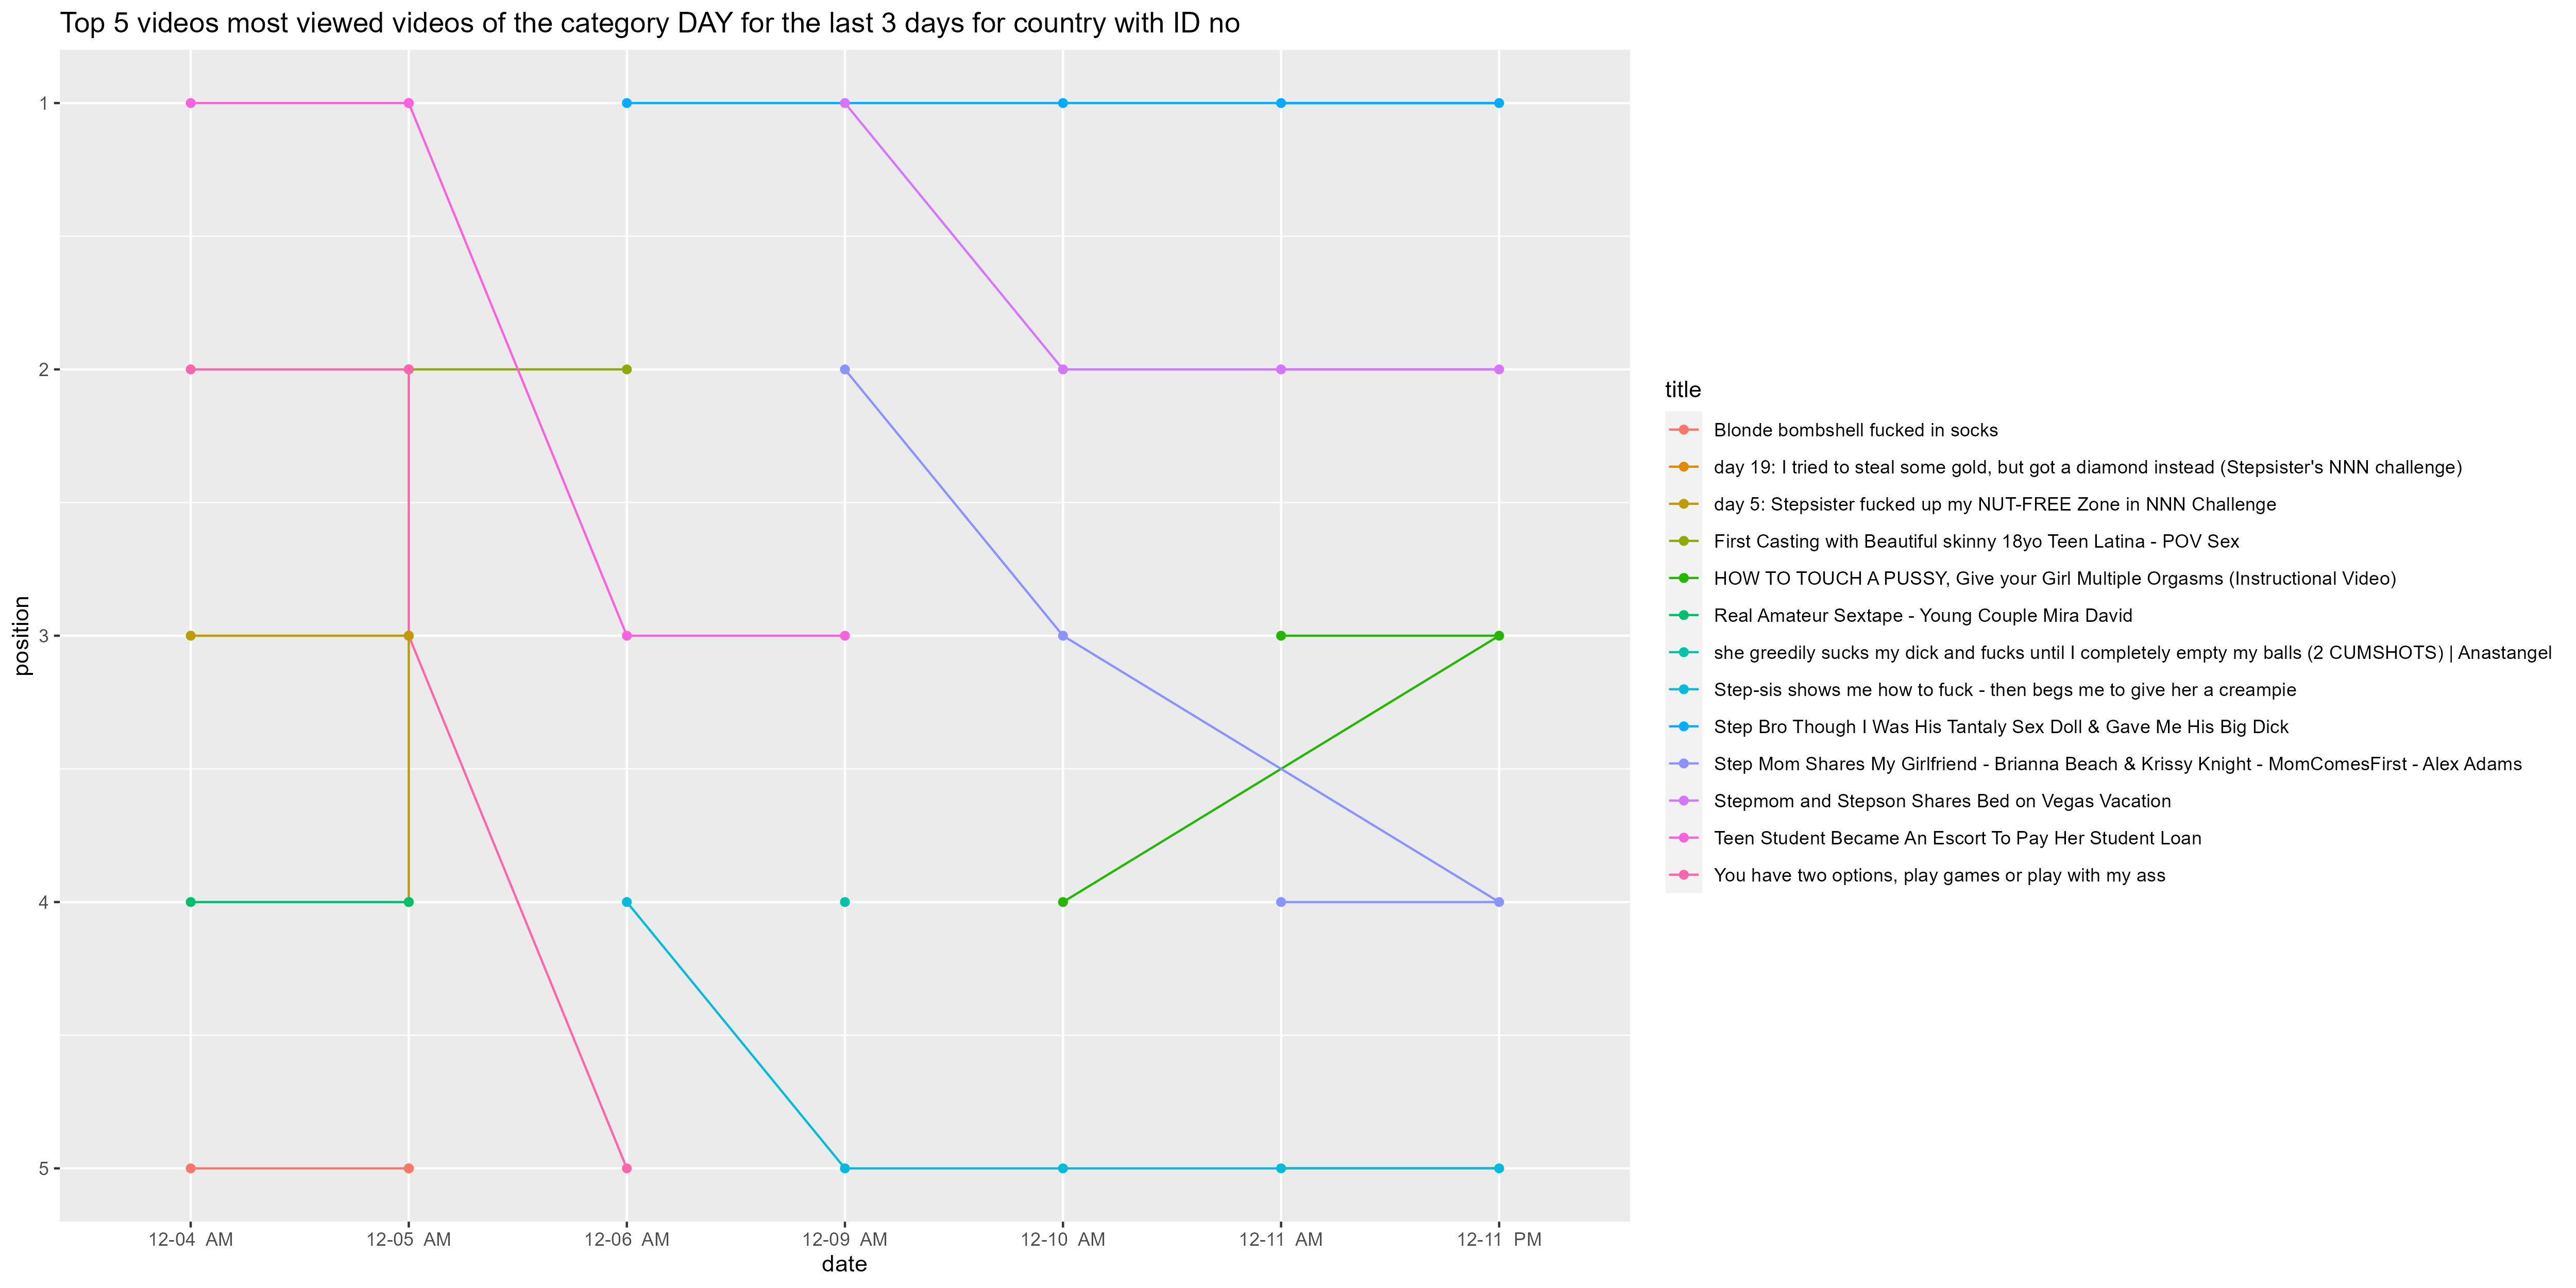 Top 5 videos most viewed videos of the category DAY for the last 3 days for country with ID no
position
1
2
3
4
5
12-04 AM
12-05 AM
12-06 AM
12-09 AM
12-10 AM
12-11 AM
12-11 PM
date
title
Blonde bombshell fucked in socks
day 19: I tried to steal some gold, but got a diamond instead (Stepsister's NNN challenge)
day 5: Stepsister fucked up my NUT-FREE Zone in NNN Challenge
First Casting with Beautiful skinny 18yo Teen Latina - POV Sex
HOW TO TOUCH A PUSSY, Give your Girl Multiple Orgasms (Instructional Video)
Real Amateur Sextape - Young Couple Mira David
she greedily sucks my dick and fucks until I completely empty my balls (2 CUMSHOTS) | Anastangel
Step-sis shows me how to fuck - then begs me to give her a creampie
Step Bro Though I Was His Tantaly Sex Doll & Gave Me His Big Dick
Step Mom Shares My Girlfriend - Brianna Beach & Krissy Knight - MomComesFirst - Alex Adams
Stepmom and Stepson Shares Bed on Vegas Vacation
Teen Student Became An Escort To Pay Her Student Loan
You have two options, play games or play with my ass